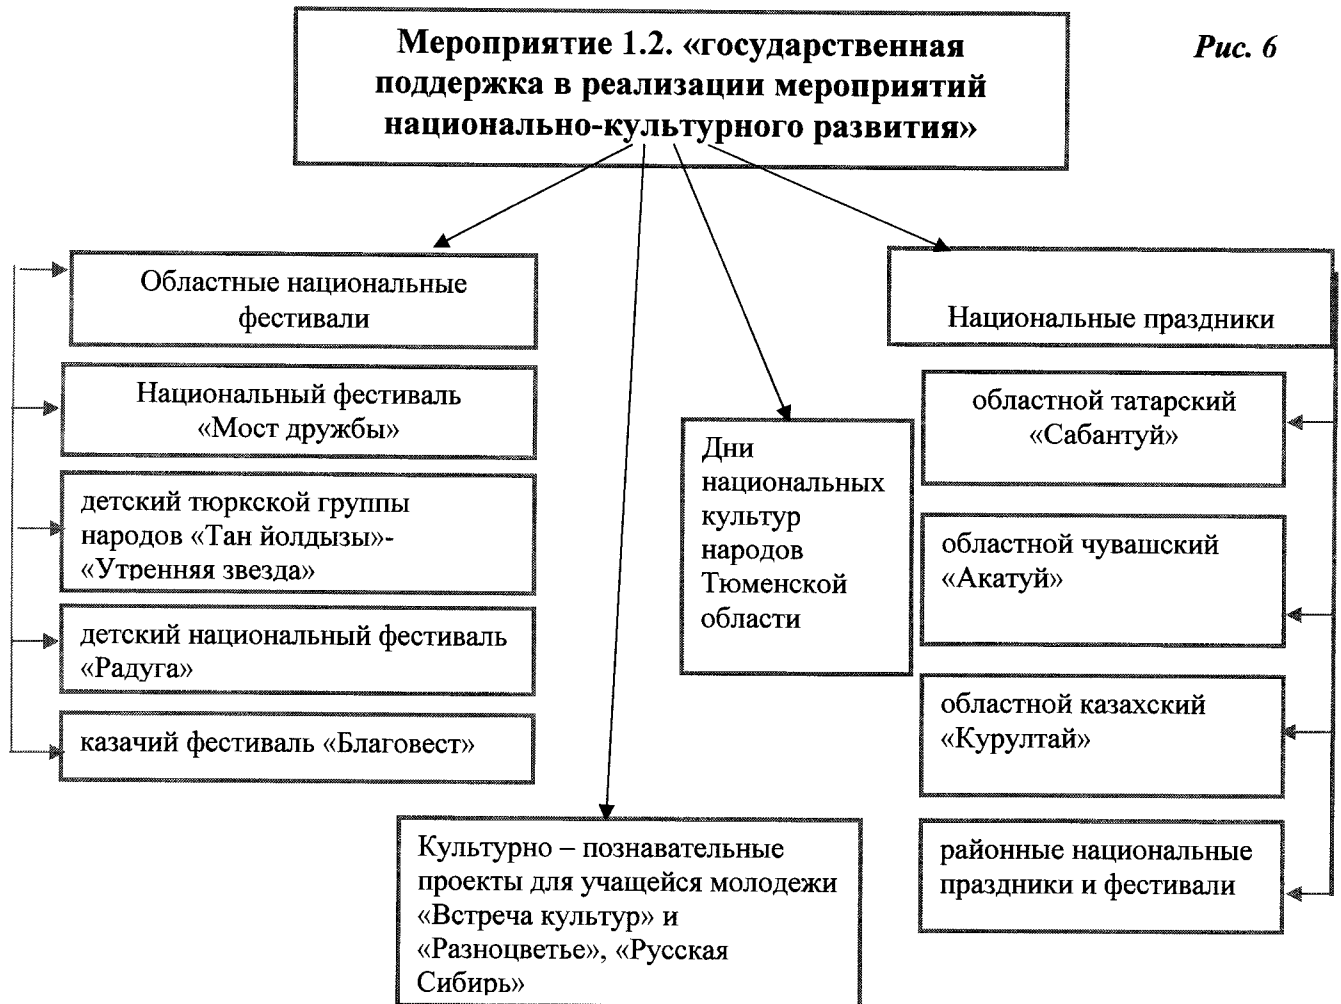 Мероприятие 1.2. «государственная
поддержка в реализации мероприятий
национально-культурного развития»
Рис. 6
Областные национальные
фестивали
Национальный фестиваль
«Мост дружбы»
детский тюркской группы
народов «Тан йолдызы»-
«Утренняя звезда»
детский национальный фестиваль
«Радуга»
казачий фестиваль «Благовест»
Культурно – познавательные
проекты для учащейся молодежи
«Встреча культур» и
«Разноцветье», «Русская
Сибирь»
Дни
национальных
культур
народов
Тюменской
области
Национальные праздники
областной татарский
«Сабантуй»
областной чувашский
«Акатуй»
областной казахский
«Курултай»
районные национальные
праздники и фестивали